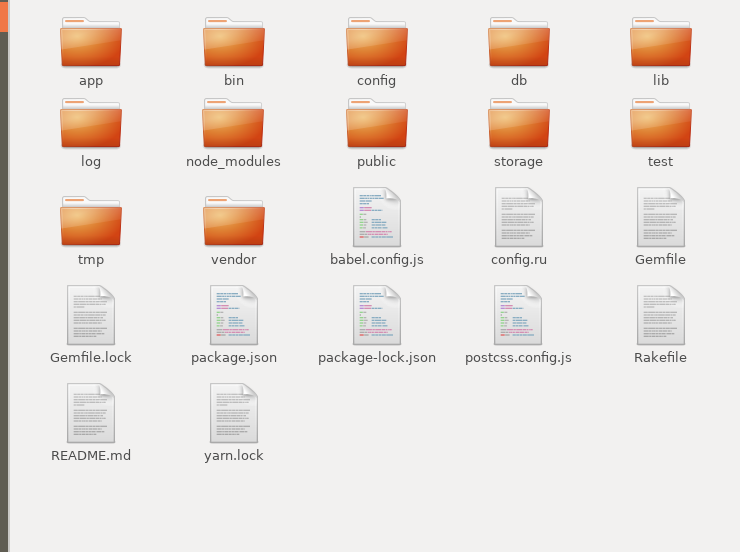 app
bin
config
db
lib
log
node_modules
public
storage
test
tmp
vendor
babel.config.js
config.ru
Gemfile
Gemfile.lock
package.json
package-lock.json
postcss.config.js
Rakefile
README.md
yarn.lock